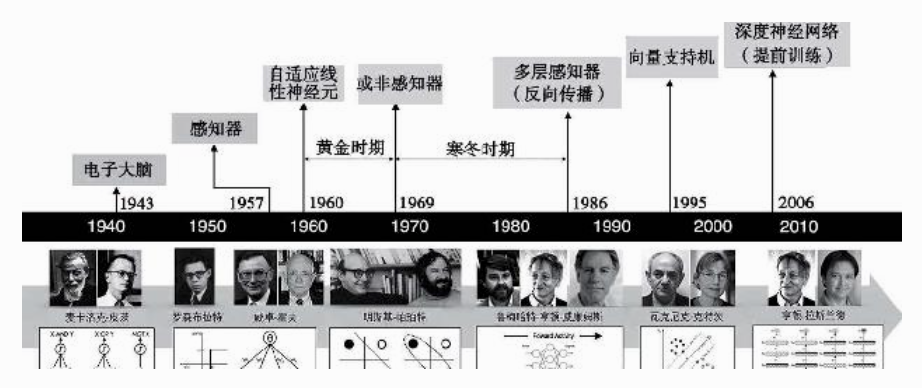 深度神经网络
（提前训练）
向量支持机
自适应线
性神经元
或非感知器
多层感知器
（反向传播）
感知器
黄金时期
寒冬时期
电子大脑
1943
1957
1960
1969
1986
1995
2006
1940
1950
1960
1970
1980
1990
2000
2010
麦卡洛克-皮茨
罗森布拉特
威卓-霍夫
明斯基-帕珀特
鲁梅哈特-亨顿-威廉姆斯
瓦克尼克-克特茨
亨顿-拉斯兰德
X AND Y
X OR Y
NOT X
Forward Activity